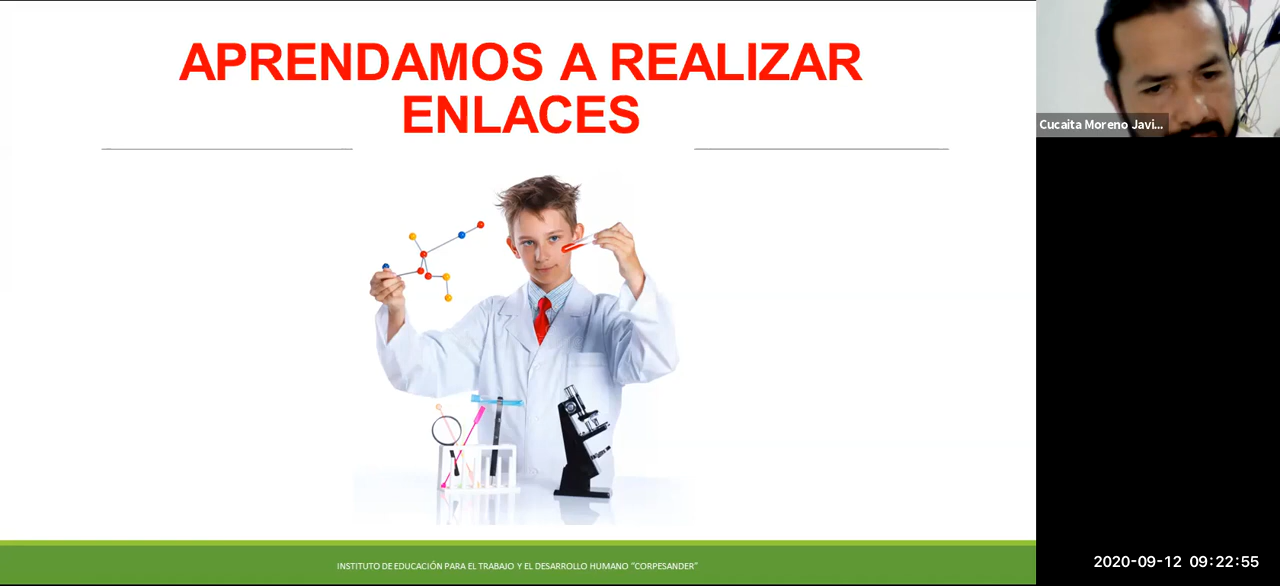 APRENDAMOS A REALIZAR
ENLACES
Cucaita Moreno Javi...
INSTITUTO DE EDUCACIÓN PARA EL TRABAJO Y EL DESARROLLO HUMANO “CORPESANDER”
2020-09-12 09:22:55